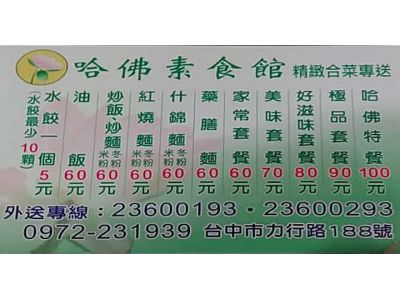 哈佛素食館 精緻合菜專送
哈佛特餐 100元
極品套餐 90元
好滋味套餐 80元
美味套餐 70元
家常套餐 60元
藥膳麵 60元
什錦麵 冬粉 米粉 60元
紅燒麵 冬粉 米粉 60元
炒飯‧炒麵 冬粉 米粉 60元
油飯 60元
水餃一個 5元
(水餃最少10顆)
外送專線：23600193‧23600293
0972-231939 台中市力行路188號